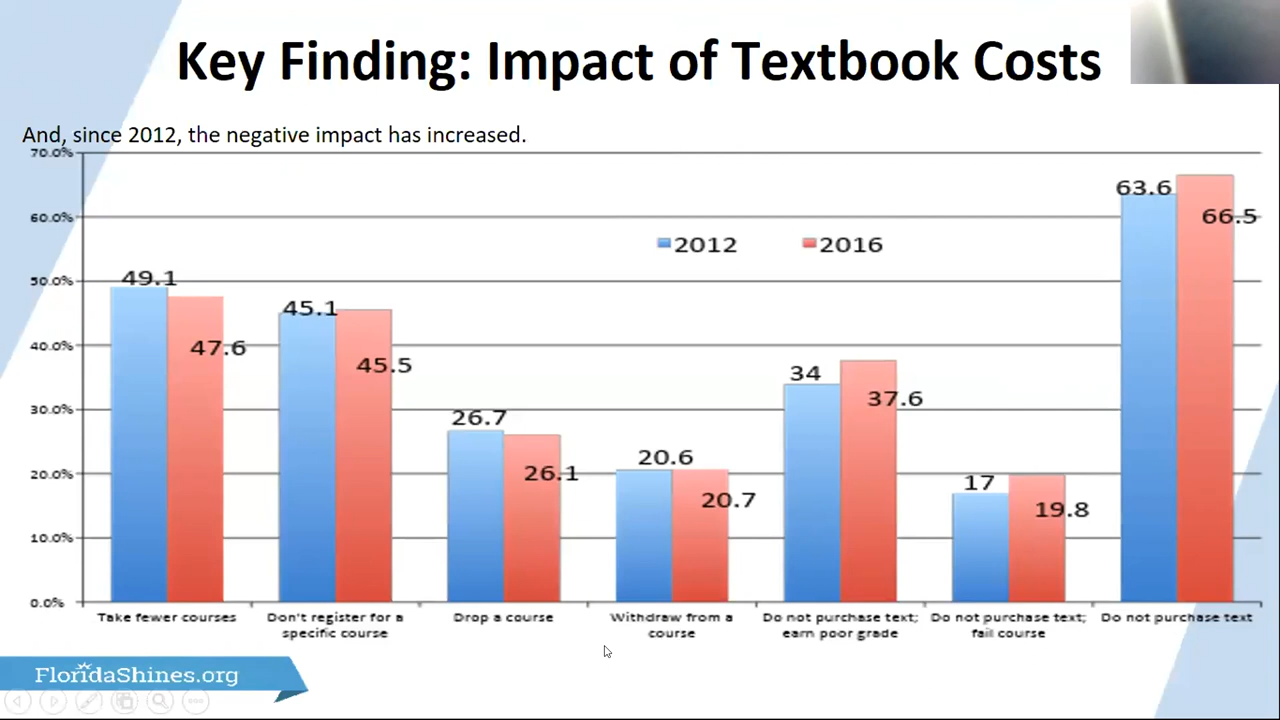 Key Finding: Impact of Textbook Costs
And, since 2012, the negative impact has increased.
70.0%
60.0%
50.0%
40.0%
30.0%
20.0%
10.0%
0.0%
2012
2016
49.1
47.6
45.1
45.5
26.7
26.1
20.6
20.7
34
37.6
17
19.8
63.6
66.5
Take fewer courses
Don't register for a
specific course
Drop a course
Withdraw from a
course
Do not purchase text;
earn poor grade
Do not purchase text;
fail course
Do not purchase text
FloridaShines.org